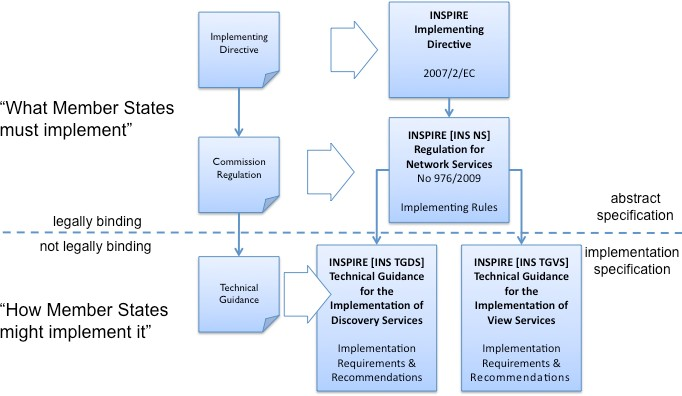 Implementing
Directive
INSPIRE
Implementing
Directive
2007/2/EC
“What Member States
must implement”
Commission
Regulation
INSPIRE [INS NS]
Regulation for
Network Services
No 976/2009
Implementing Rules
abstract
specification
legally binding
not legally binding
implementation
specification
Technical
Guidance
“How Member States
might implement it”
INSPIRE [INS TGDS]
Technical Guidance
for the
Implementation of
Discovery Services
Implementation
Requirements &
Recommendations
INSPIRE [INS TGVS]
Technical Guidance
for the
Implementation of
View Services
Implementation
Requirements &
Recommendations